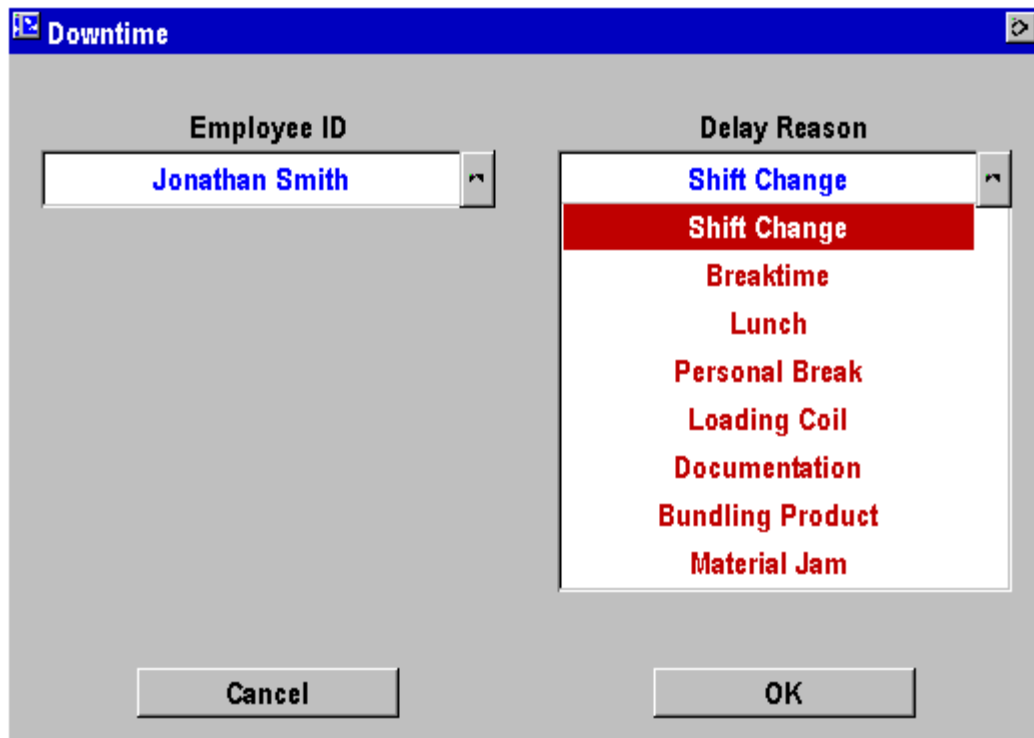 Downtime
Employee ID
Jonathan Smith
Delay Reason
Shift Change
Shift Change
Breaktime
Lunch
Personal Break
Loading Coil
Documentation
Bundling Product
Material Jam
Cancel
OK